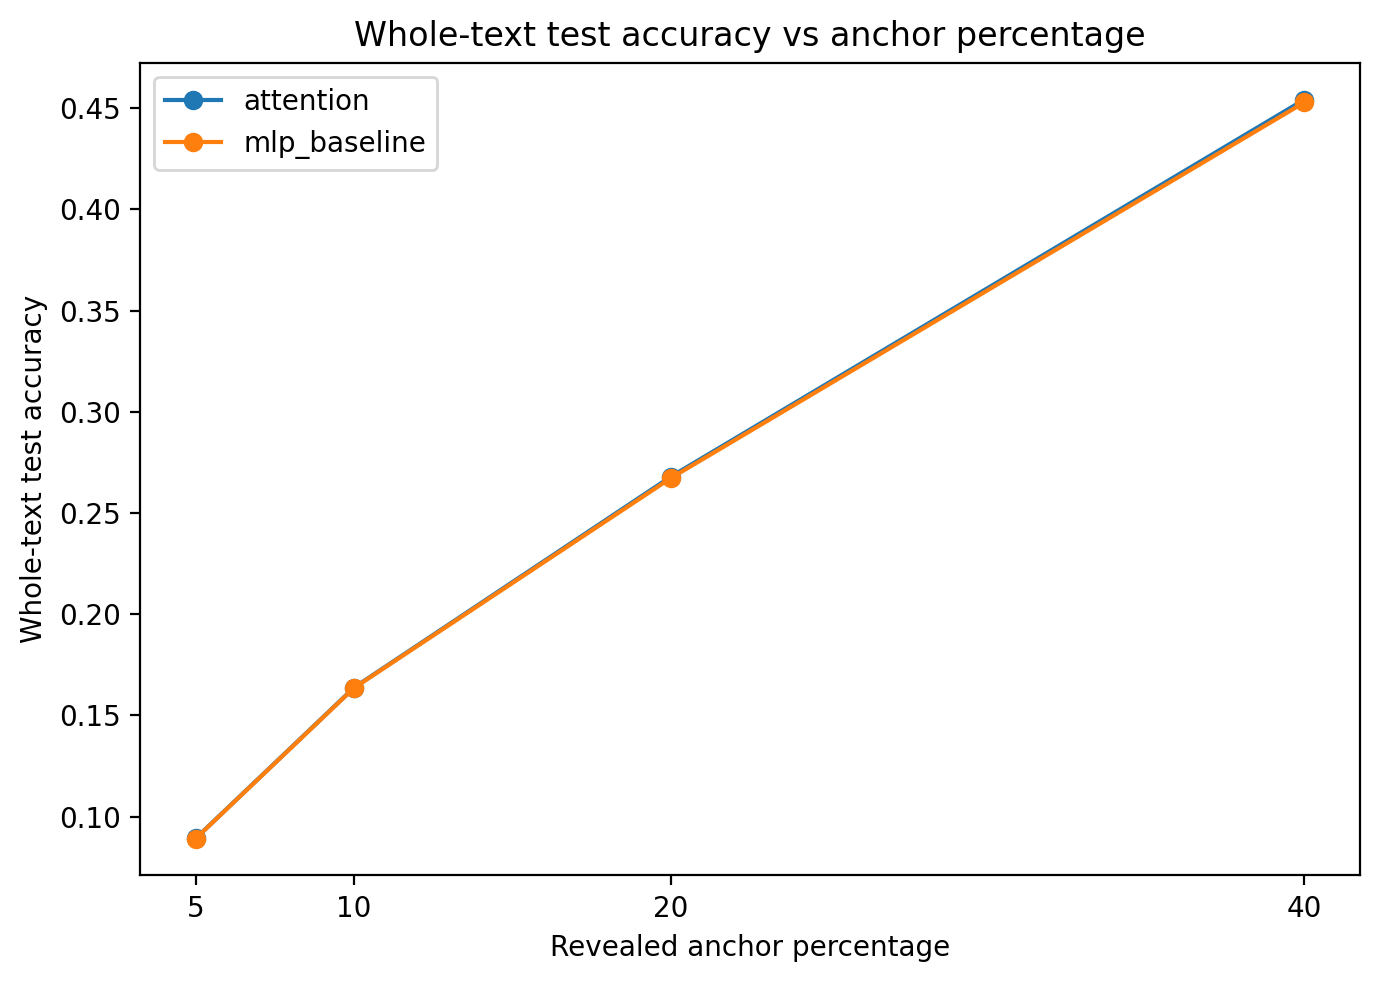 Whole-text test accuracy vs anchor percentage
attention
mlp_baseline
0.45
0.40
0.35
0.30
0.25
0.20
0.15
0.10
Whole-text test accuracy
5 10 20 40
Revealed anchor percentage